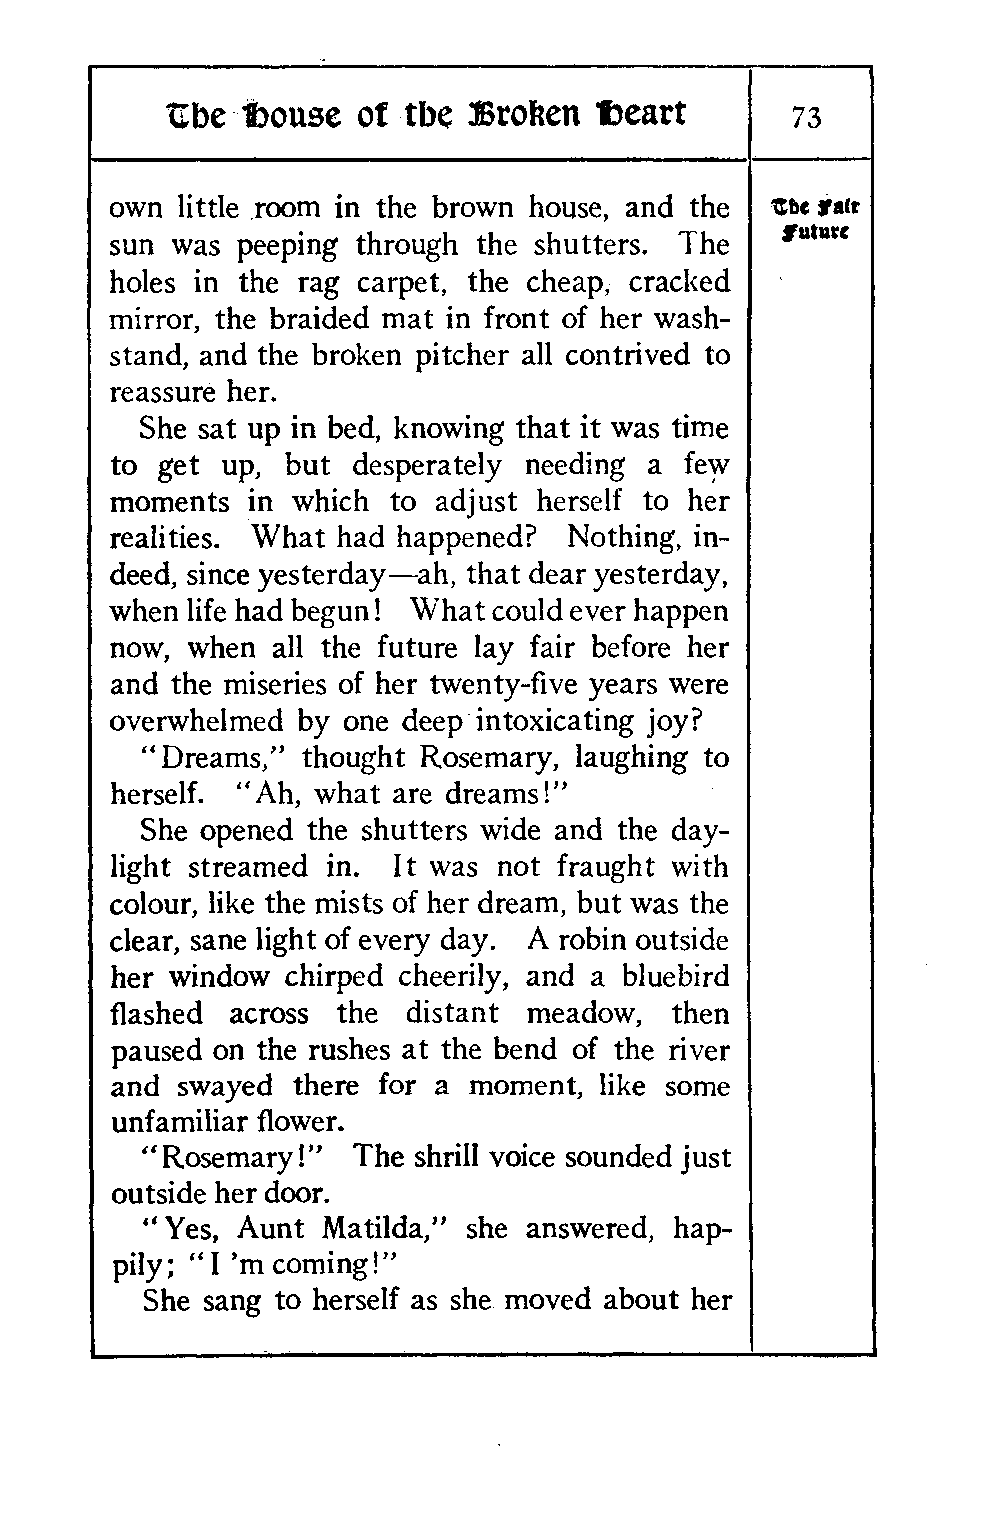 The House of the Broken Heart 73
The Fair
Future
own little room in the brown house, and the
sun was peeping through the shutters. The
holes in the rag carpet, the cheap, cracked
mirror, the braided mat in front of her wash-
stand, and the broken pitcher all contrived to
reassure her.
She sat up in bed, knowing that it was time
to get up, but desperately needing a few
moments in which to adjust herself to her
realities. What had happened? Nothing, in-
deed, since yesterday—ah, that dear yesterday,
when life had begun! What could ever happen
now, when all the future lay fair before her
and the miseries of her twenty-five years were
overwhelmed by one deep intoxicating joy?
"Dreams," thought Rosemary, laughing to
herself. "Ah, what are dreams!"
She opened the shutters wide and the day-
light streamed in. It was not fraught with
colour, like the mists of her dream, but was the
clear, sane light of every day. A robin outside
her window chirped cheerily, and a bluebird
flashed across the distant meadow, then
paused on the rushes at the bend of the river
and swayed there for a moment, like some
unfamiliar flower.
"Rosemary!" The shrill voice sounded just
outside her door.
"Yes, Aunt Matilda," she answered, hap-
pily; "I 'm coming!"
She sang to herself as she moved about her